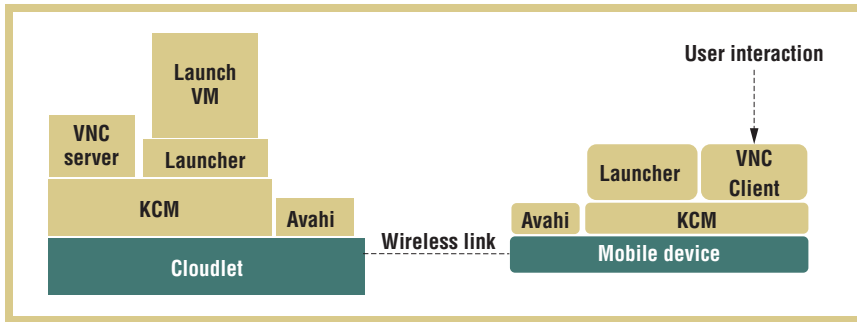 Launch
VM
VNC
server
Launcher
KCM
Avahi
Cloudlet
Wireless link
User interaction
Launcher
VNC
Client
Avahi
KCM
Mobile device